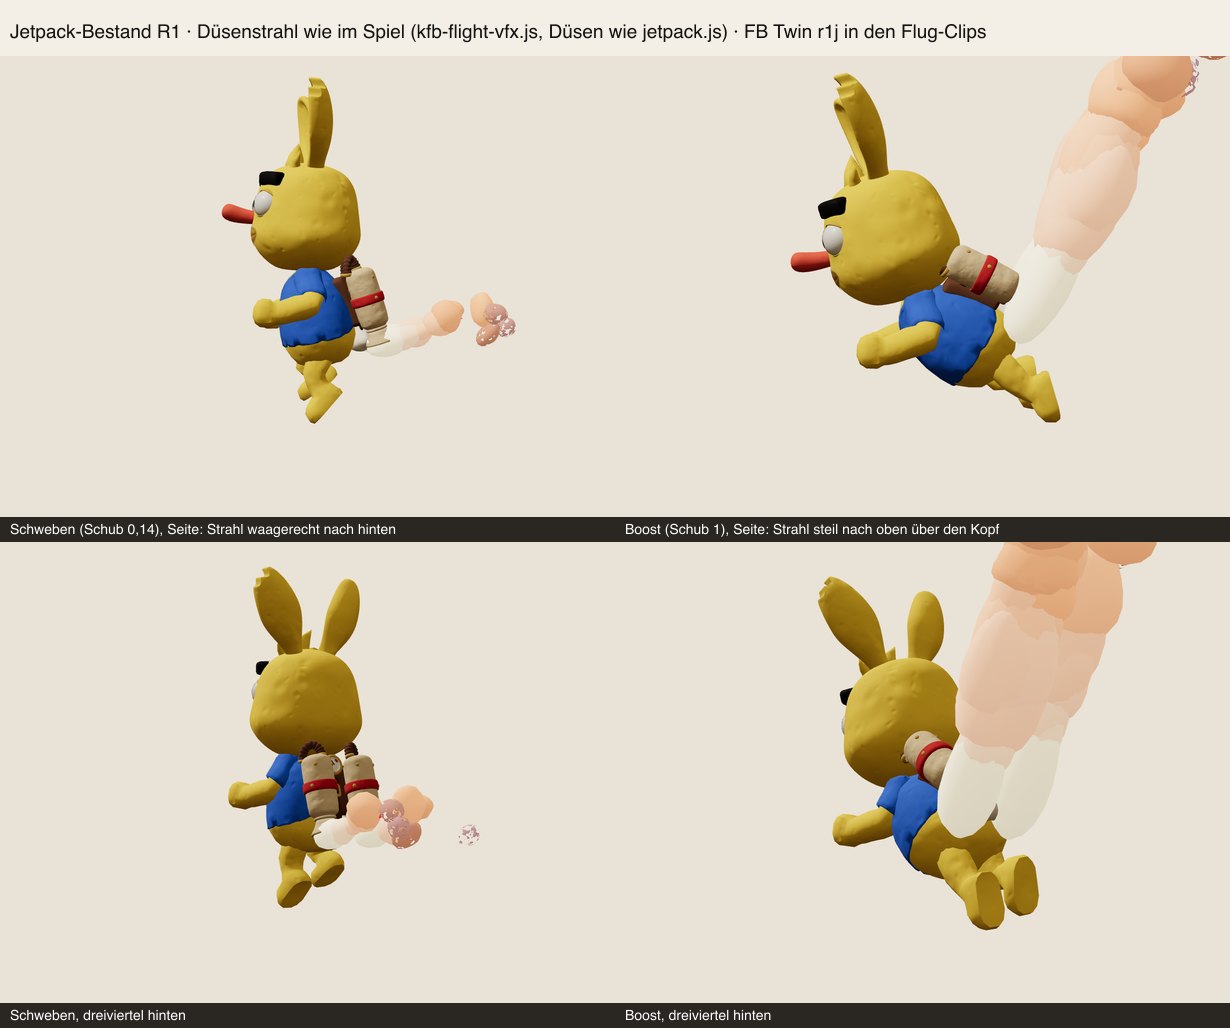 Jetpack-Bestand R1 · Düsenstrahl wie im Spiel (kfb-flight-vfx.js, Düsen wie jetpack.js) · FB Twin r1j in den Flug-Clips
Schweben (Schub 0,14), Seite: Strahl waagerecht nach hinten
Boost (Schub 1), Seite: Strahl steil nach oben über den Kopf
Schweben, dreiviertel hinten
Boost, dreiviertel hinten